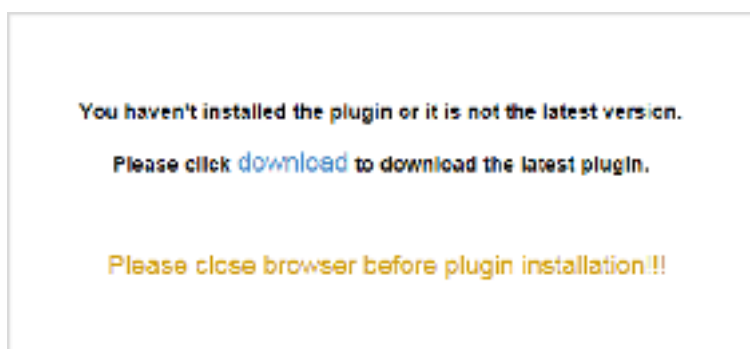 You haven't installed the plugin or it is not the latest version.
Please click download to download the latest plugin.
Please close browser before plugin installation!!!